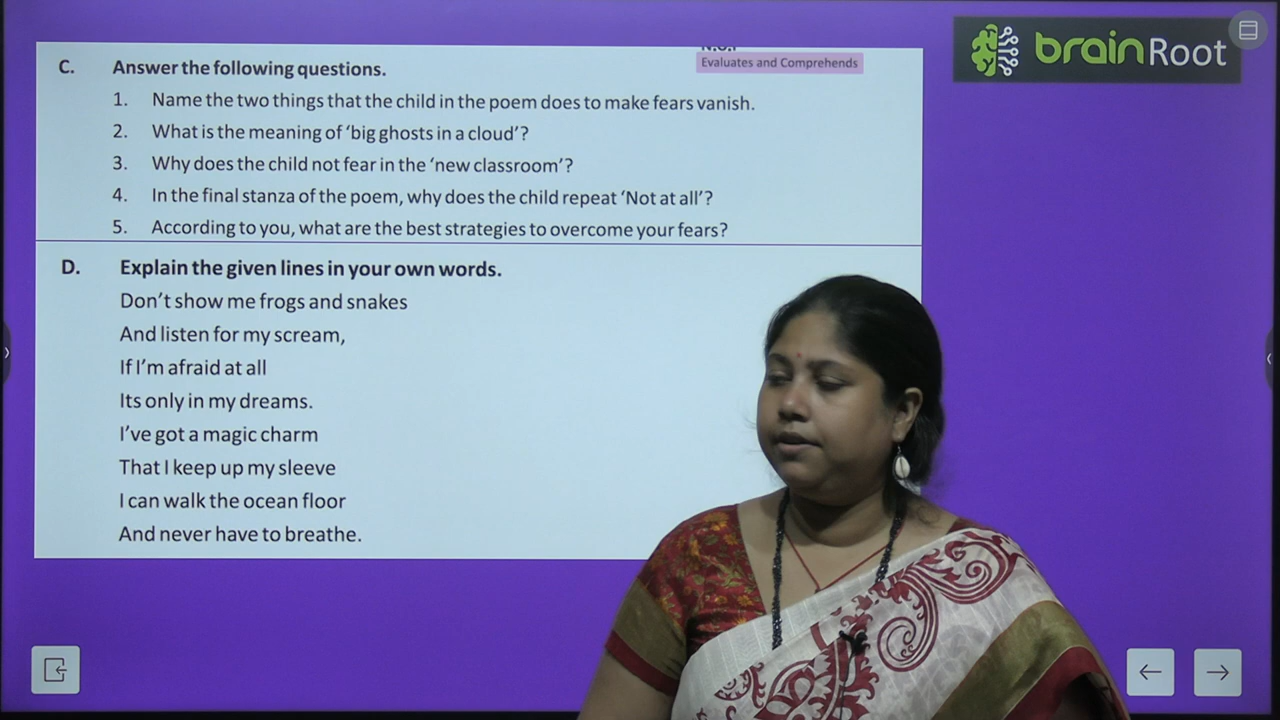 brainRoot
Evaluates and Comprehends
C. Answer the following questions.
1. Name the two things that the child in the poem does to make fears vanish.
2. What is the meaning of ‘big ghosts in a cloud’?
3. Why does the child not fear in the ‘new classroom’?
4. In the final stanza of the poem, why does the child repeat ‘Not at all’?
5. According to you, what are the best strategies to overcome your fears?
D. Explain the given lines in your own words.
Don’t show me frogs and snakes
And listen for my scream,
If I’m afraid at all
Its only in my dreams.
I’ve got a magic charm
That I keep up my sleeve
I can walk the ocean floor
And never have to breathe.